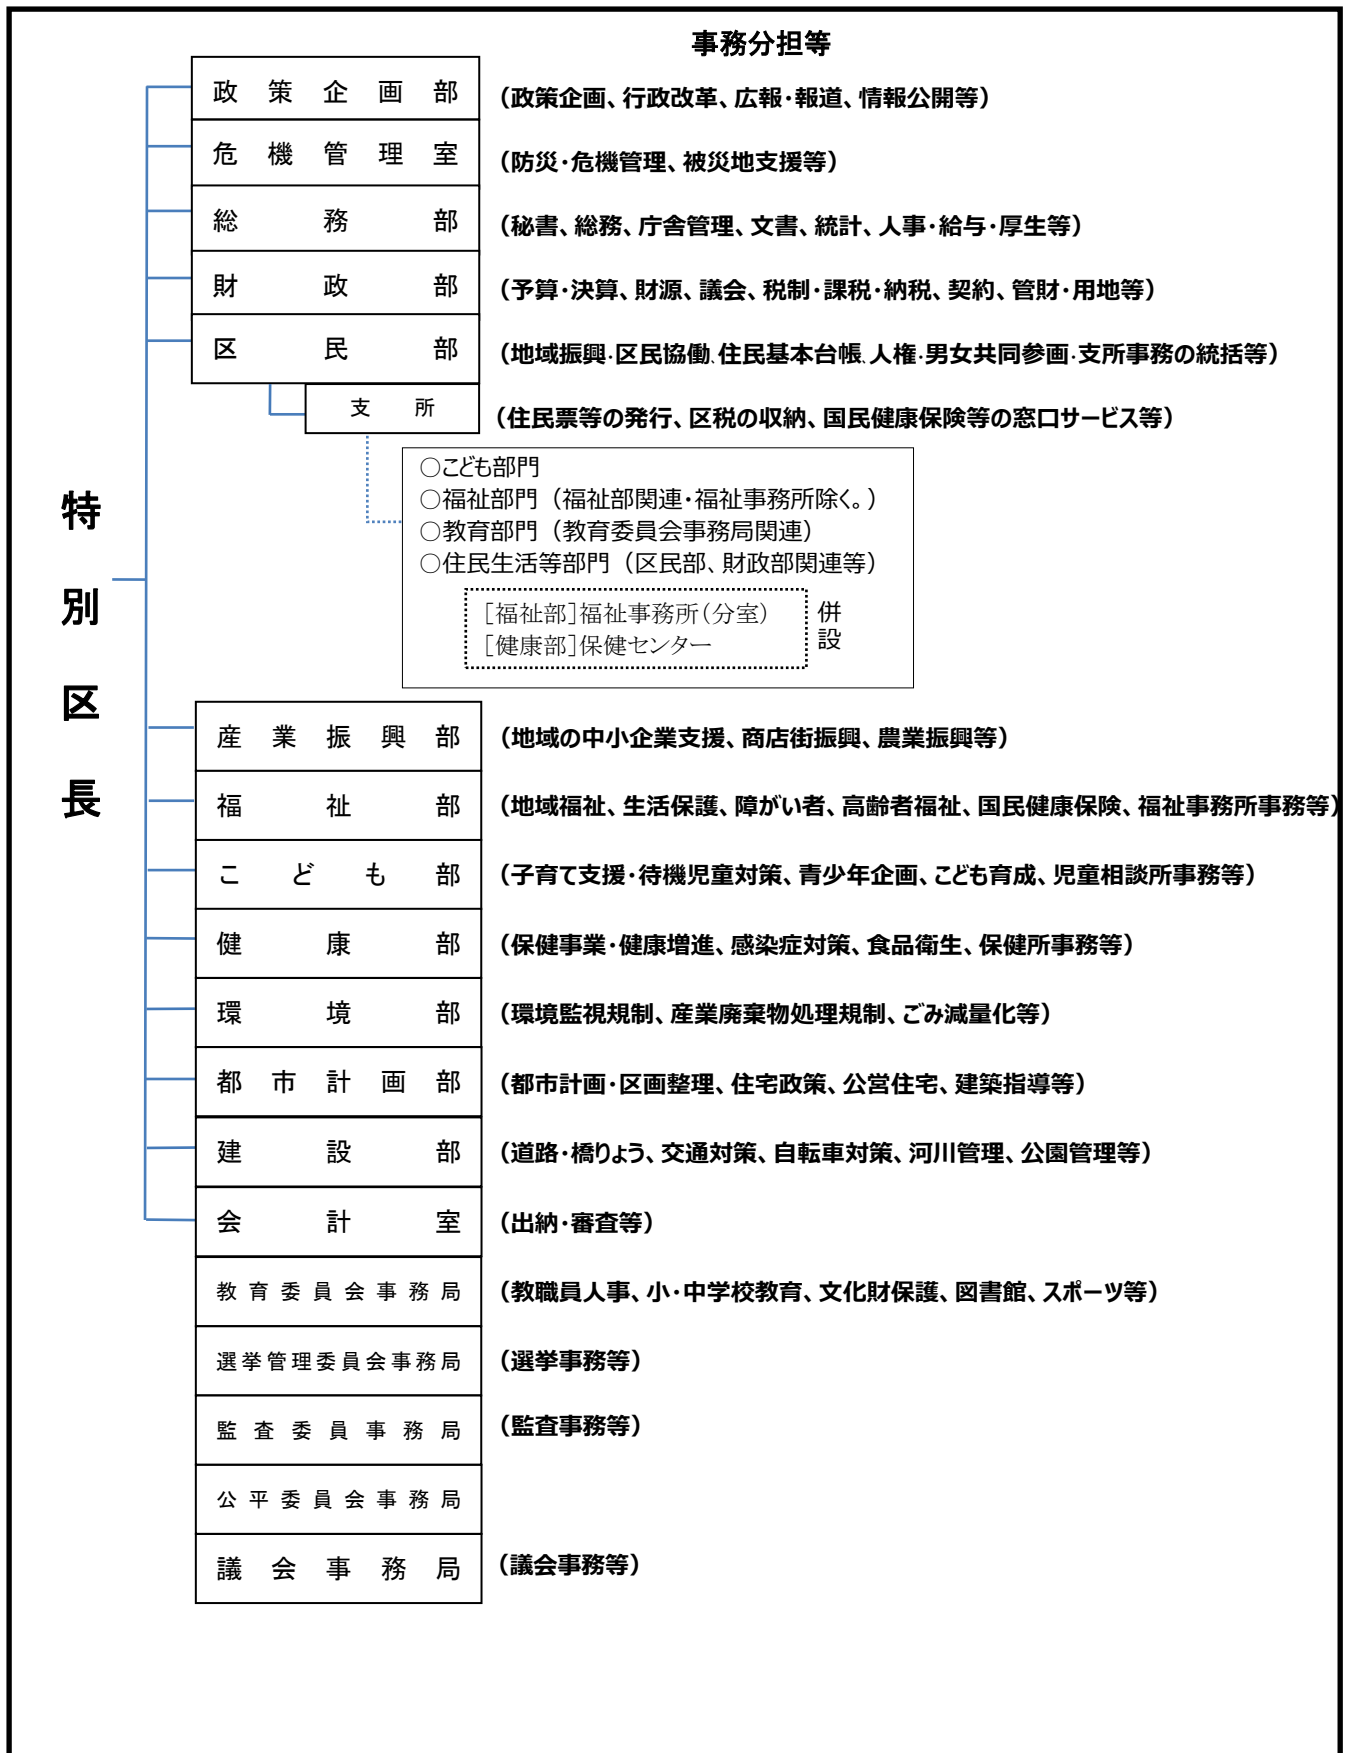 事務分担等
政策企画部 （政策企画、行政改革、広報・報道、情報公開等）
危機管理室 （防災・危機管理、被災地支援等）
総務部 （秘書、総務、庁舎管理、文書、統計、人事・給与・厚生等）
財政部 （予算・決算、財源、議会、税制・課税・納税、契約、管財・用地等）
区民部 （地域振興・区民協働、住民基本台帳、人権・男女共同参画・支所事務の統括等）
支所 （住民票等の発行、区税の収納、国民健康保険等の窓口サービス等）
○こども部門
○福祉部門（福祉部関連・福祉事務所除く。）
○教育部門（教育委員会事務局関連）
○住民生活等部門（区民部、財政部関連等）
［福祉部］福祉事務所（分室）
［健康部］保健センター
併設
特別区長
産業振興部 （地域の中小企業支援、商店街振興、農業振興等）
福祉部 （地域福祉、生活保護、障がい者、高齢者福祉、国民健康保険、福祉事務所事務等）
こども部 （子育て支援・待機児童対策、青少年企画、こども育成、児童相談所事務等）
健康部 （保健事業・健康増進、感染症対策、食品衛生、保健所事務等）
環境部 （環境監視規制、産業廃棄物処理規制、ごみ減量化等）
都市計画部 （都市計画・区画整理、住宅政策、公営住宅、建築指導等）
建設部 （道路・橋りょう、交通対策、自転車対策、河川管理、公園管理等）
会計室 （出納・審査等）
教育委員会事務局 （教職員人事、小・中学校教育、文化財保護、図書館、スポーツ等）
選挙管理委員会事務局 （選挙事務等）
監査委員事務局 （監査事務等）
公平委員会事務局
議会事務局 （議会事務等）